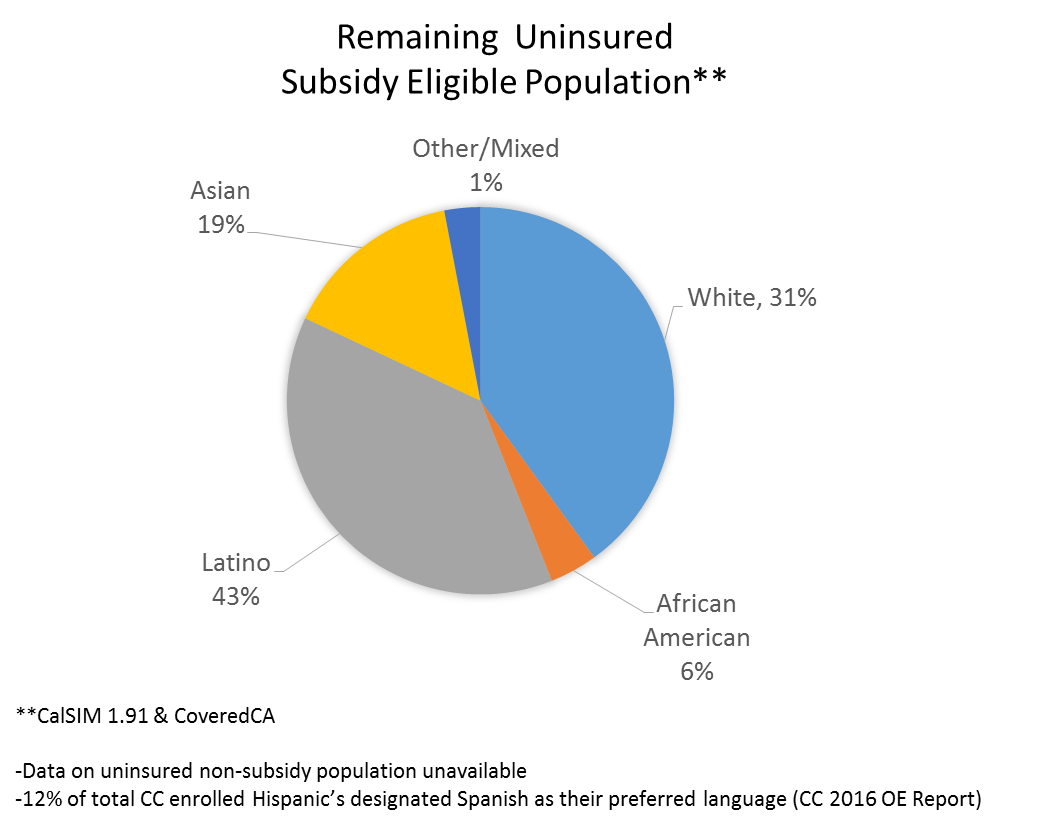 Remaining Uninsured
Subsidy Eligible Population**
Other/Mixed
1%
Asian
19%
White, 31%
Latino
43%
African
American
6%
**CalSIM 1.91 & CoveredCA
-Data on uninsured non-subsidy population unavailable
-12% of total CC enrolled Hispanic’s designated Spanish as their preferred language (CC 2016 OE Report)